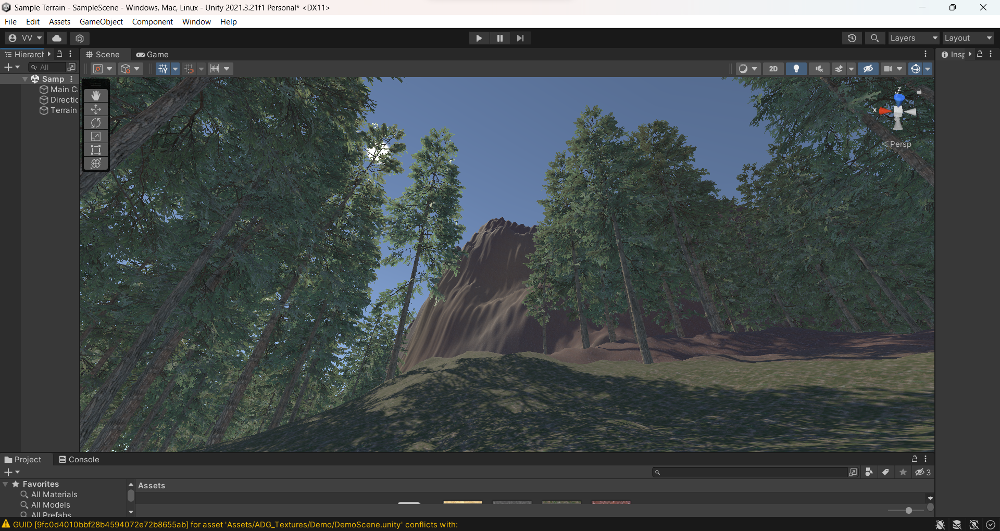 Sample Terrain - SampleScene - Windows, Mac, Linux - Unity 2021.3.21f1 Personal* <DX11>
File Edit Assets GameObject Component Window Help
VV Layers Layout
Hierarch Scene Game Insp
All 2D
Samp
Main Ca
Directic
Terrain
z
x
Persp
Project Console
3
Favorites Assets
All Materials
All Models
All Prefabs
GUID [9fc0d4010bbf28b4594072e72b8655ab] for asset 'Assets/ADG_Textures/Demo/DemoScene.unity' conflicts with: